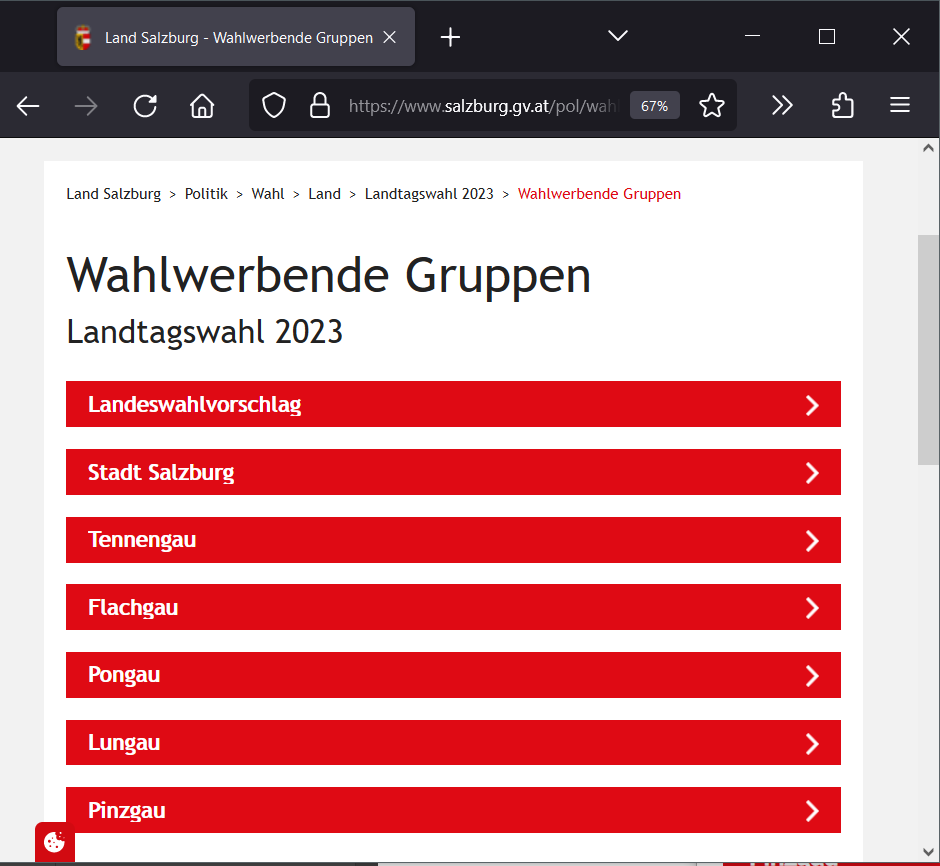 Land Salzburg - Wahlwerbende Gruppen
https://www.salzburg.gv.at/pol/wahl
67%
Land Salzburg > Politik > Wahl > Land > Landtagswahl 2023 > Wahlwerbende Gruppen
Wahlwerbende Gruppen
Landtagswahl 2023
Landeswahlvorschlag
Stadt Salzburg
Tennengau
Flachgau
Pongau
Lungau
Pinzgau